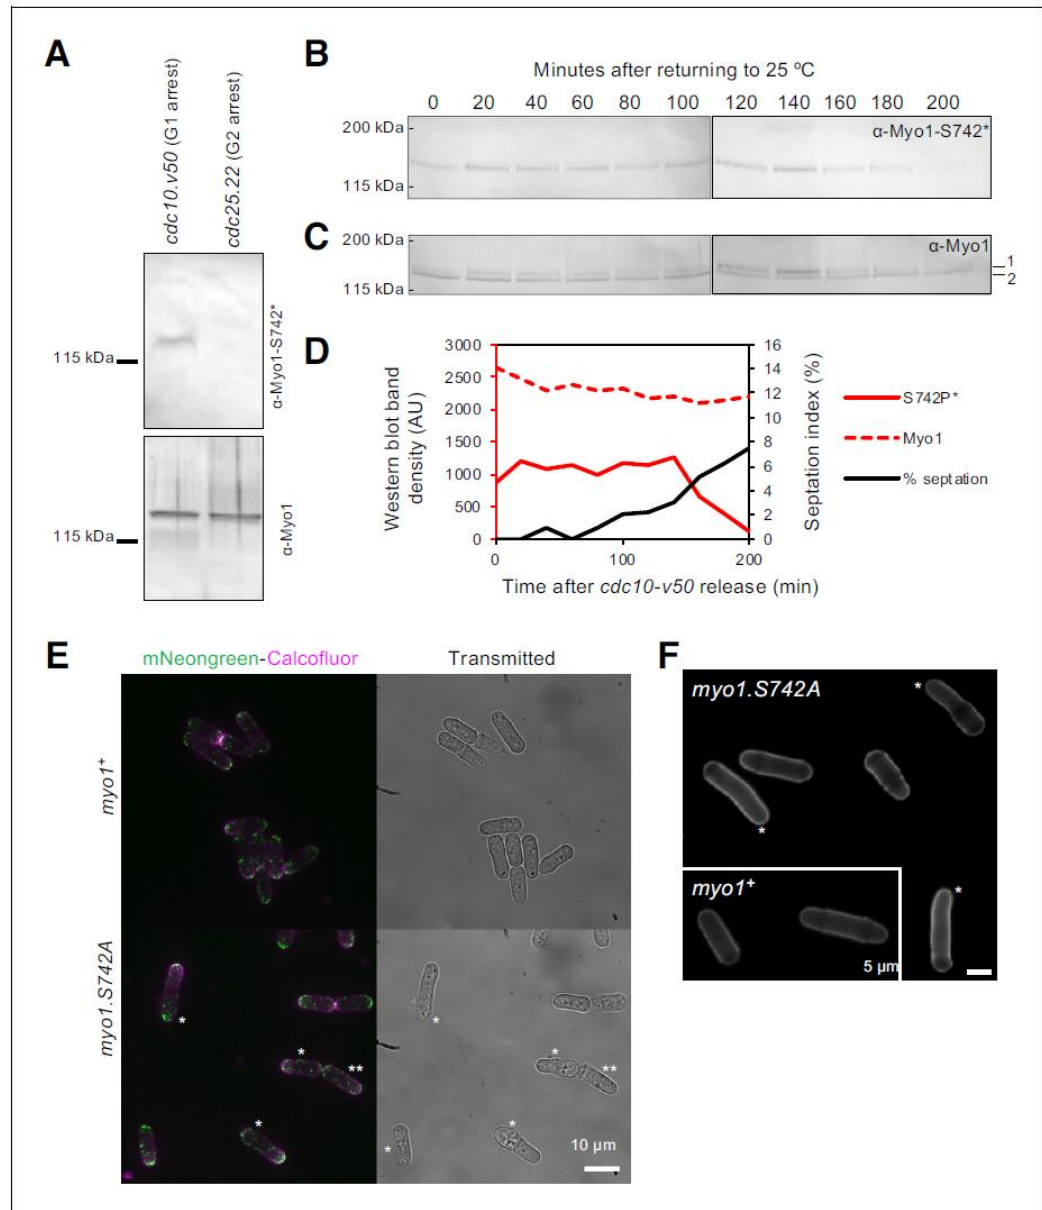 A
cdc10.v50 (G1 arrest)
cdc25.22 (G2 arrest)
115 kDa
α-Myo1-S742*
115 kDa
α-Myo1
B
Minutes after returning to 25 ºC
0 20 40 60 80 100 120 140 160 180 200
200 kDa
α-Myo1-S742*
115 kDa
C
200 kDa
α-Myo1
1
2
115 kDa
D
3000
2500
2000
1500
1000
500
0
Western blot band
density (AU)
16
14
12
10
8
6
4
2
0
Septation index (%)
0 100 200
Time after cdc10-v50 release (min)
S742P*
Myo1
% septation
E
mNeongreen-Calcofluor Transmitted
myo1+
myo1.S742A
*
*
*
**
*
**
*
*
*
10 µm
F
myo1.S742A
*
*
myo1+
*
5 µm